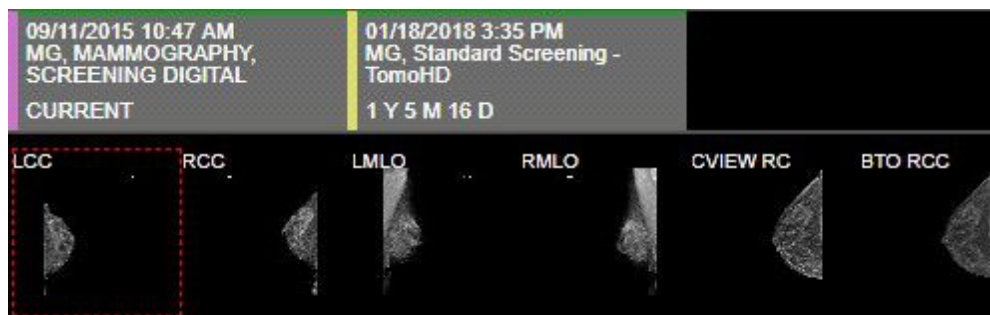 09/11/2015 10:47 AM
MG, MAMMOGRAPHY,
SCREENING DIGITAL
CURRENT
01/18/2018 3:35 PM
MG, Standard Screening -
TomoHD
1 Y 5 M 16 D
LCC RCC LMLO RMLO CVIEW RC BTO RCC